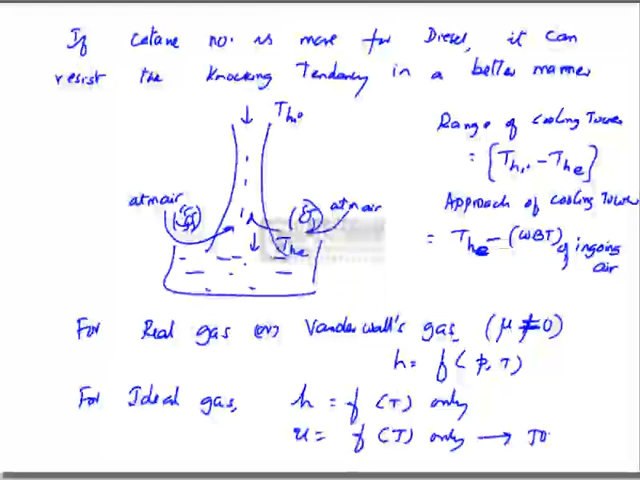 If cetane no. is more for Diesel, it can
resist the Knocking Tendency in a better manner
Thi
Range of Cooling Tower
= [Thi - The]
atm air
atm air
Approach of Cooling Tower
= The - (WBT) of ingoing air
The
For Real gas (or) Vanderwall's gas, (μ ≠ 0)
h = f (p, T)
For Ideal gas, h = f (T) only
u = f (T) only → JO